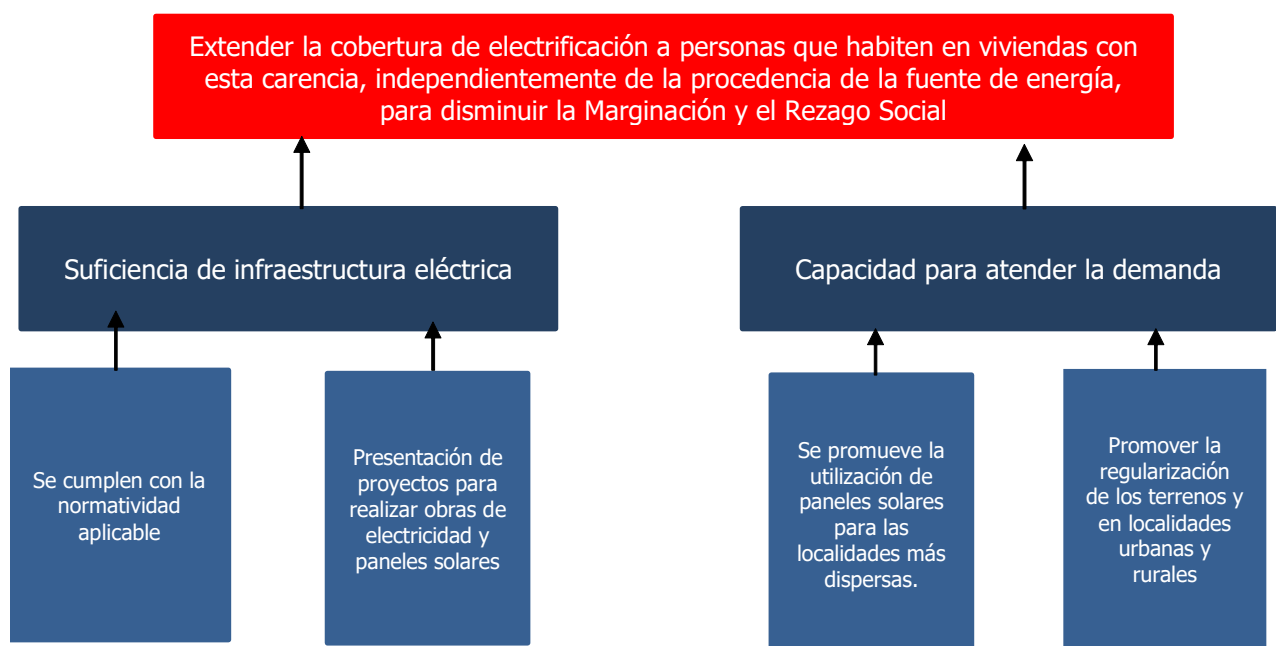 Extender la cobertura de electrificación a personas que habiten en viviendas con
esta carencia, independientemente de la procedencia de la fuente de energía,
para disminuir la Marginación y el Rezago Social
Suficiencia de infraestructura eléctrica
Capacidad para atender la demanda
Se cumplen con la
normatividad
aplicable
Presentación de
proyectos para
realizar obras de
electricidad y
paneles solares
Se promueve la
utilización de
paneles solares
para las
localidades más
dispersas.
Promover la
regularización
de los terrenos y
en localidades
urbanas y
rurales